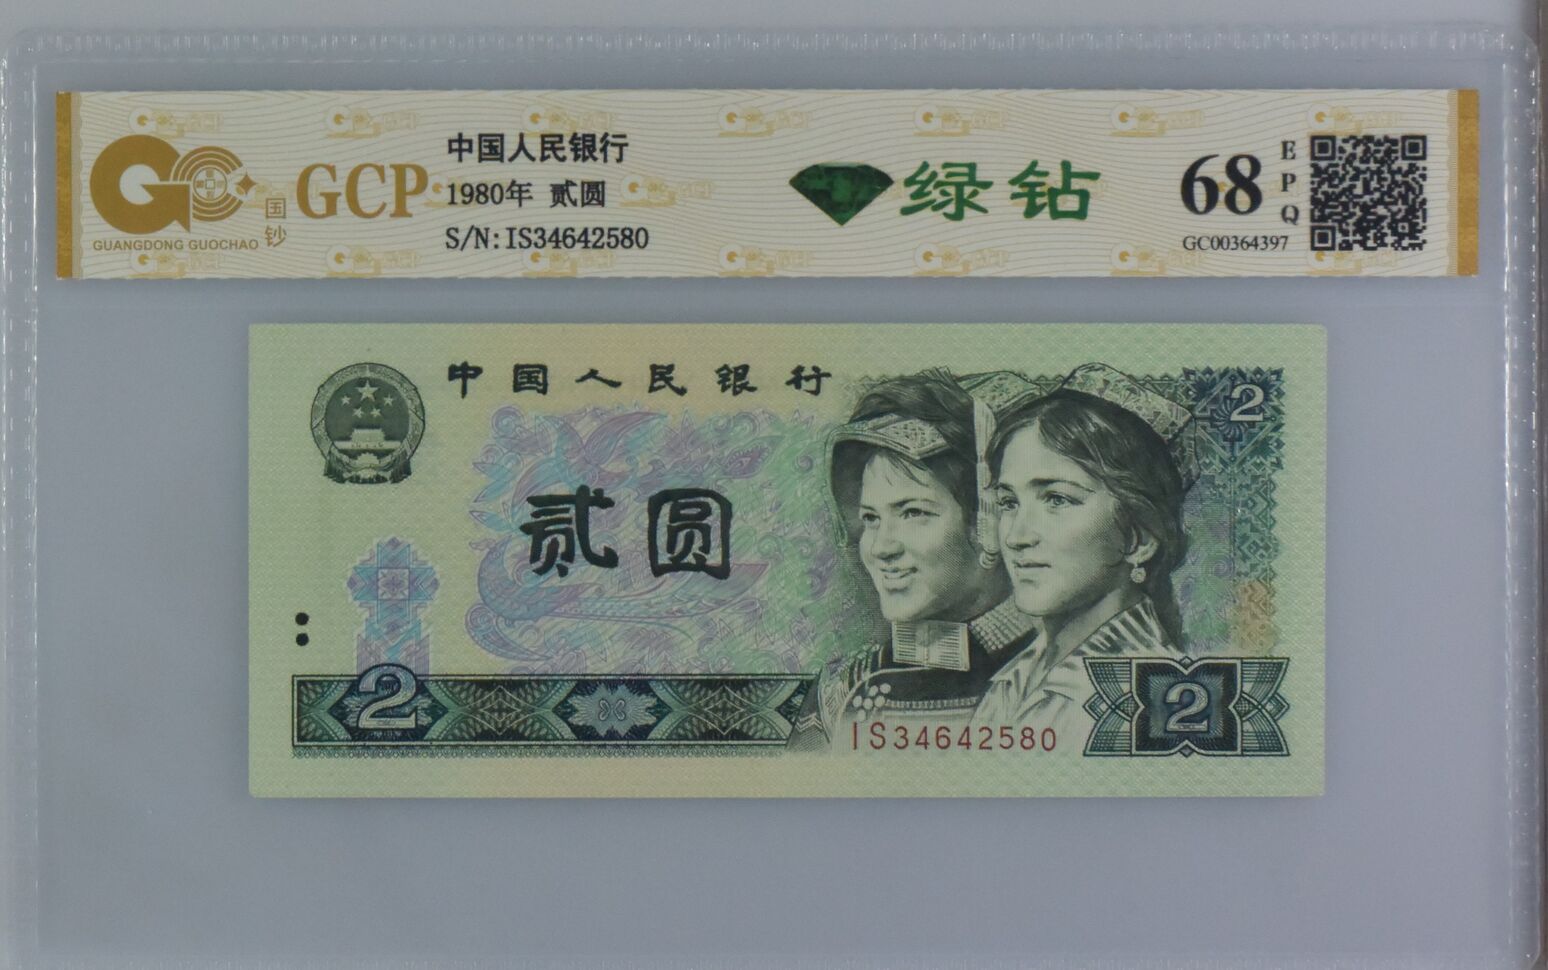 GCP
GUANGDONG GUOCHAO
国钞
中国人民银行
1980年 贰圆
S/N:IS34642580
绿钻
68
EPQ
GC00364397
中国人民银行
2
贰圆
2
2
IS34642580